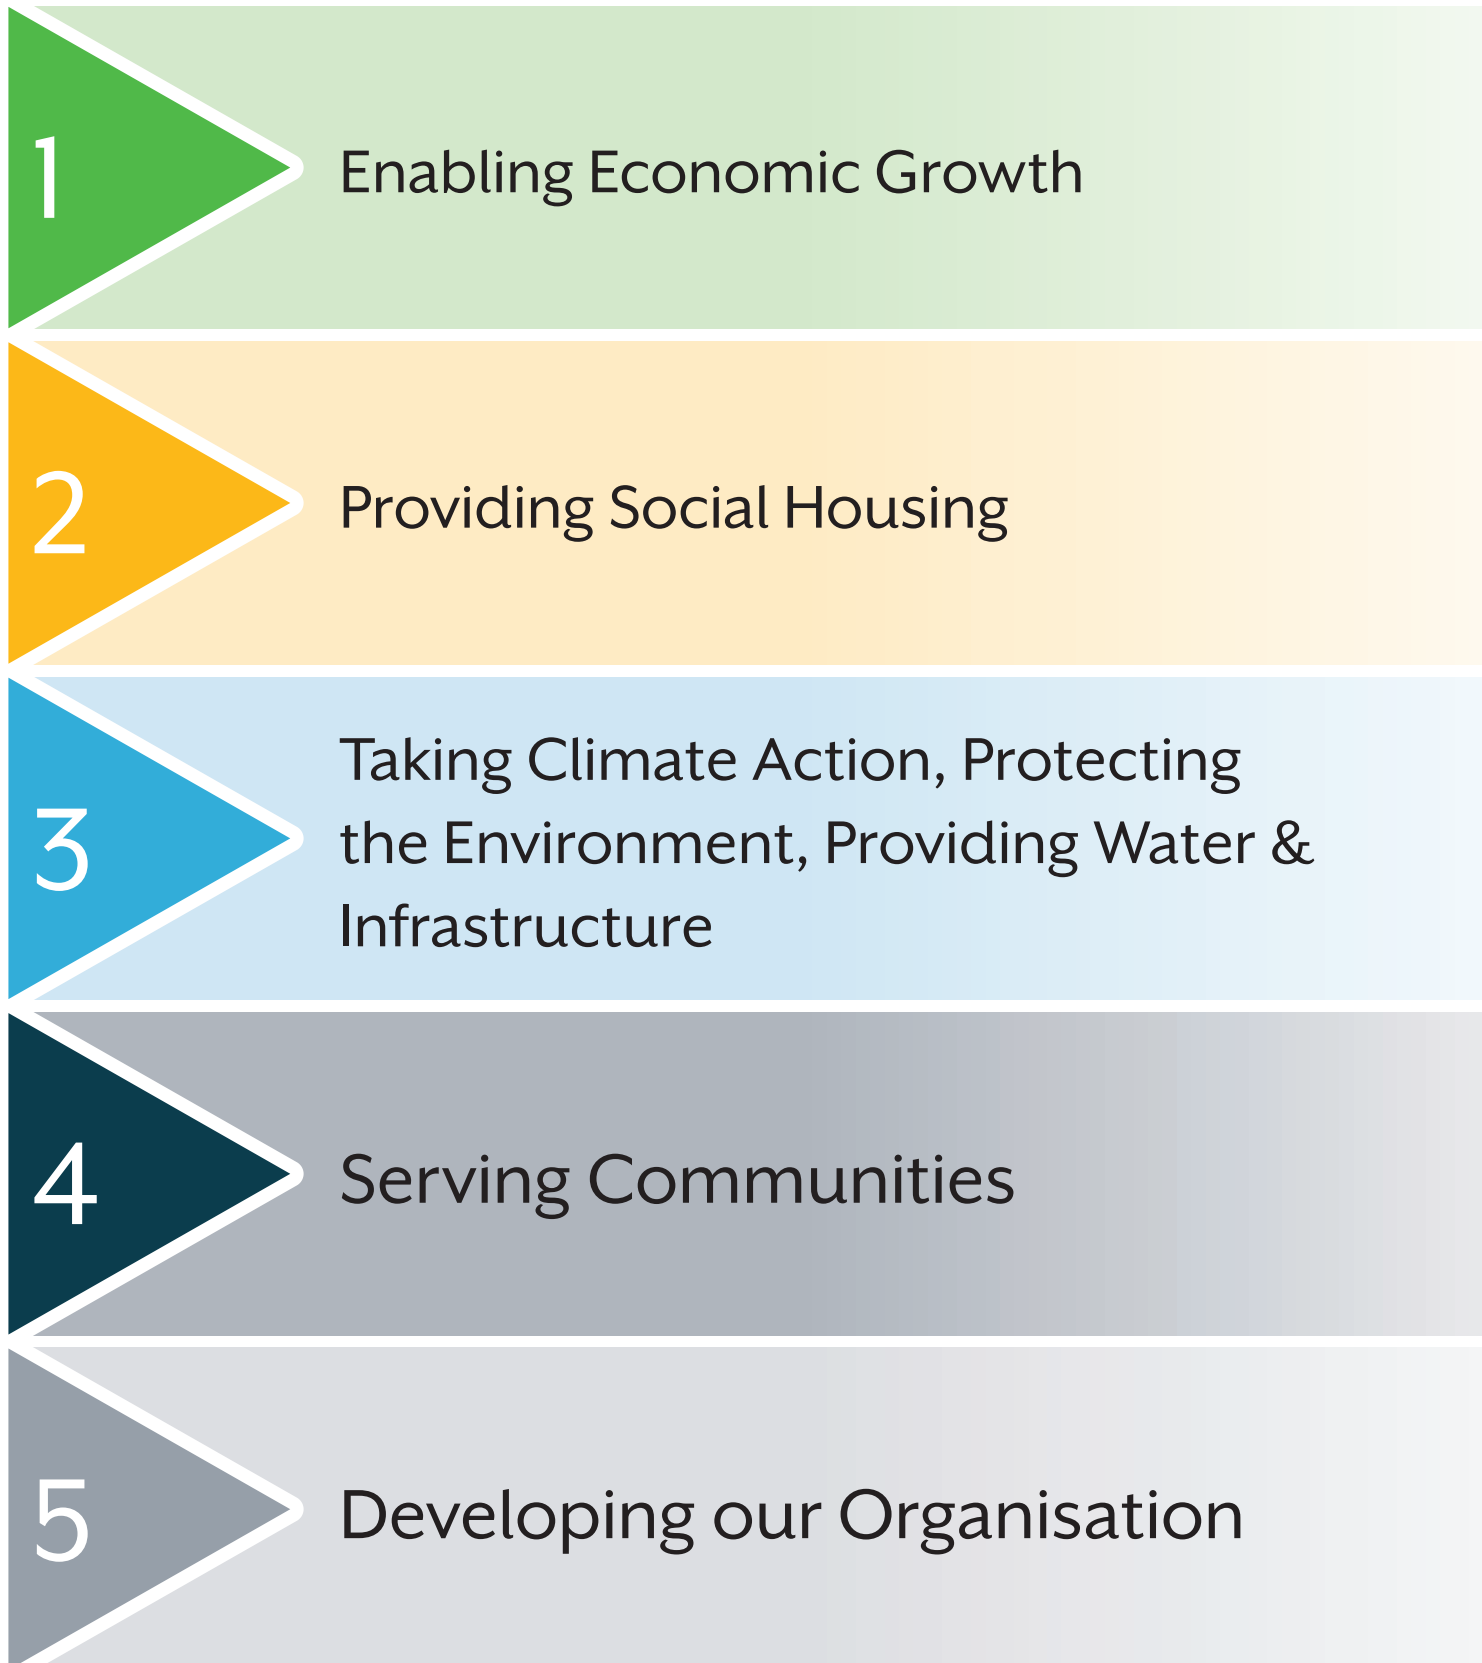 1
Enabling Economic Growth
2
Providing Social Housing
3
Taking Climate Action, Protecting
the Environment, Providing Water &
Infrastructure
4
Serving Communities
5
Developing our Organisation